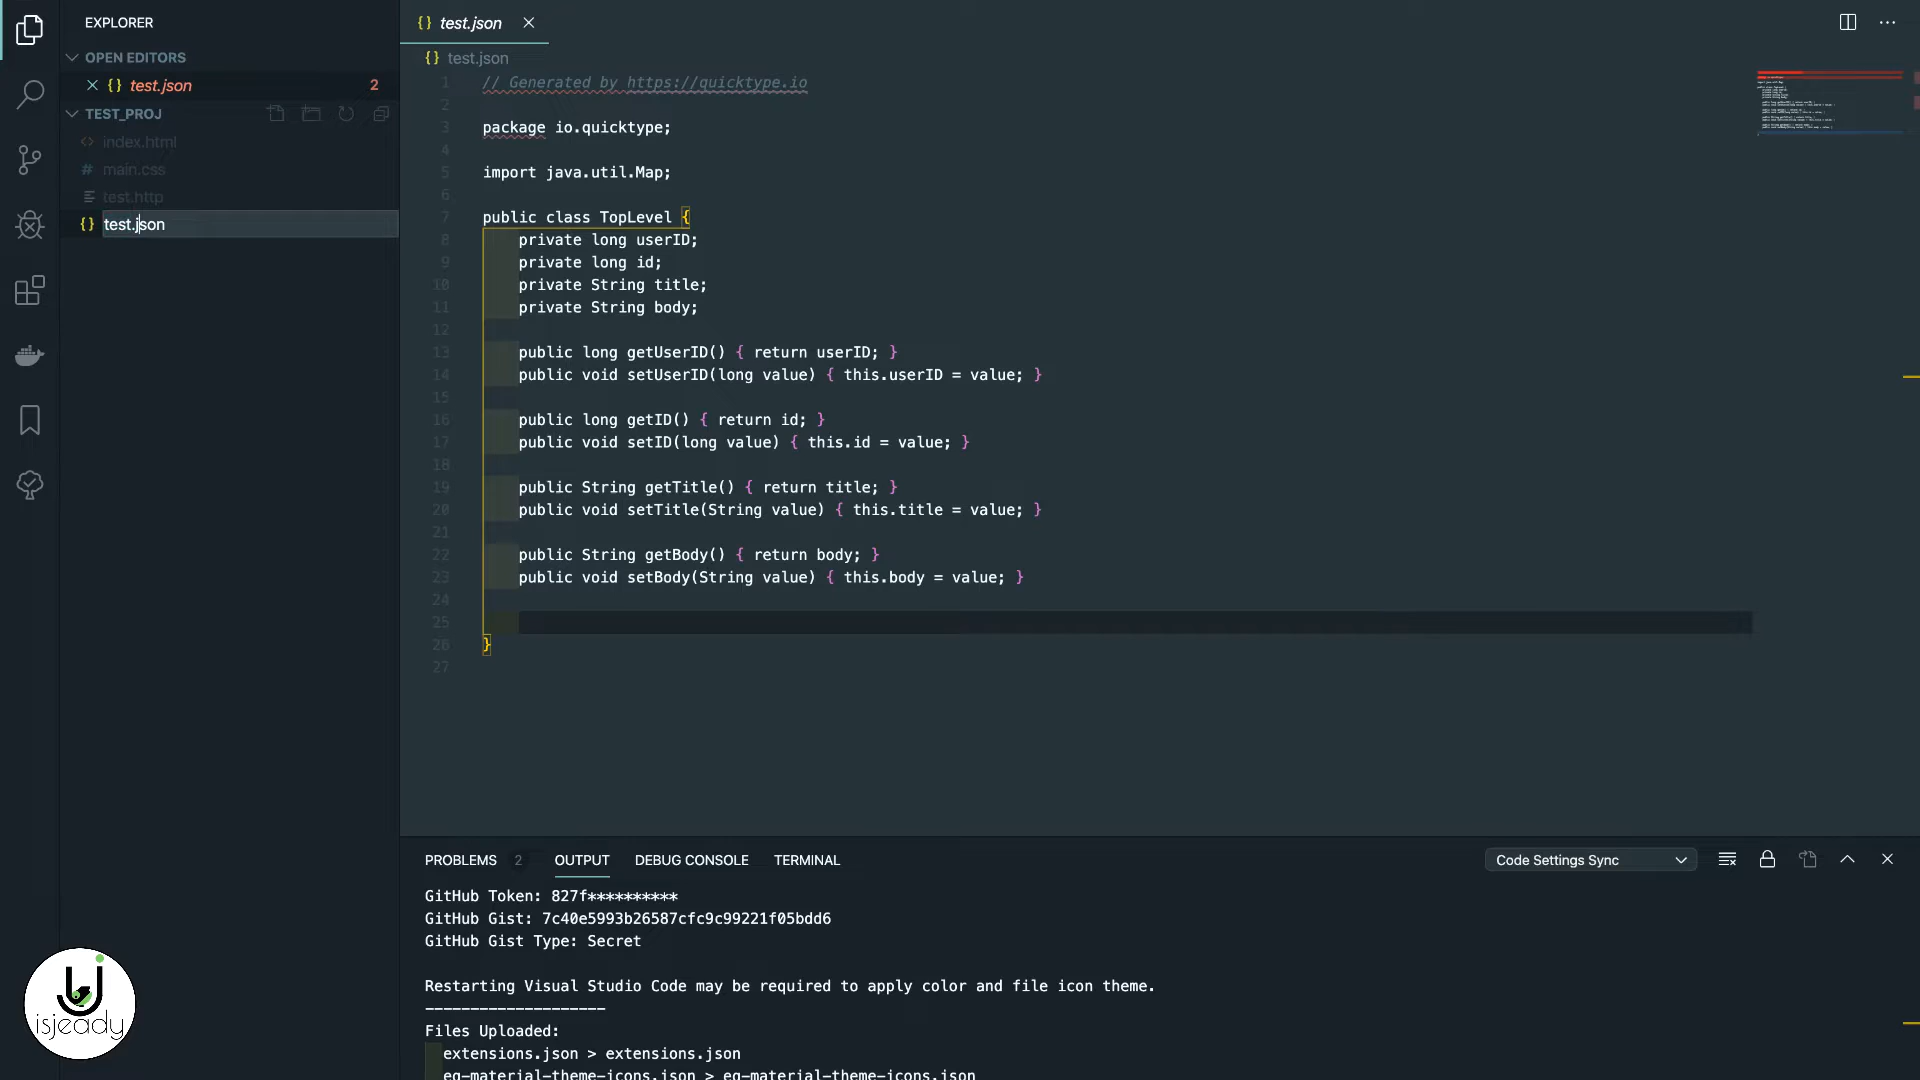 EXPLORER
OPEN EDITORS
test.json 2
TEST_PROJ
index.html
main.css
test.http
test.json
test.json
test.json
1 // Generated by https://quicktype.io
2
3 package io.quicktype;
4
5 import java.util.Map;
6
7 public class TopLevel {
8 private long userID;
9 private long id;
10 private String title;
11 private String body;
12
13 public long getUserID() { return userID; }
14 public void setUserID(long value) { this.userID = value; }
15
16 public long getID() { return id; }
17 public void setID(long value) { this.id = value; }
18
19 public String getTitle() { return title; }
20 public void setTitle(String value) { this.title = value; }
21
22 public String getBody() { return body; }
23 public void setBody(String value) { this.body = value; }
24
25
26 }
27
PROBLEMS 2 OUTPUT DEBUG CONSOLE TERMINAL Code Settings Sync
GitHub Token: 827f**********
GitHub Gist: 7c40e5993b26587cfc9c99221f05bdd6
GitHub Gist Type: Secret
Restarting Visual Studio Code may be required to apply color and file icon theme.
--------------------
Files Uploaded:
extensions.json > extensions.json
eq-material-theme-icons.json > eq-material-theme-icons.json
isjeady